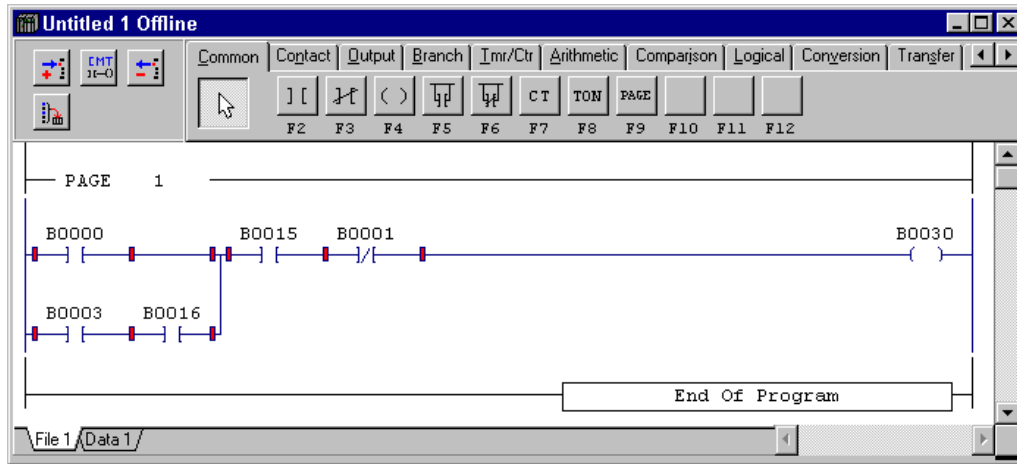 Untitled 1 Offline
CMT
Common Contact Output Branch Tmr/Ctr Arithmetic Comparison Logical Conversion Transfer
CT TON PAGE
F2 F3 F4 F5 F6 F7 F8 F9 F10 F11 F12
PAGE 1
B0000 B0015 B0001 B0030
B0003 B0016
End Of Program
File 1 Data 1